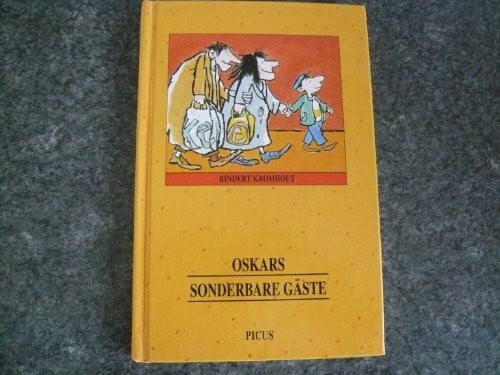 RINDERT KROMHOUT
OSKARS
SONDERBARE GÄSTE
PICUS